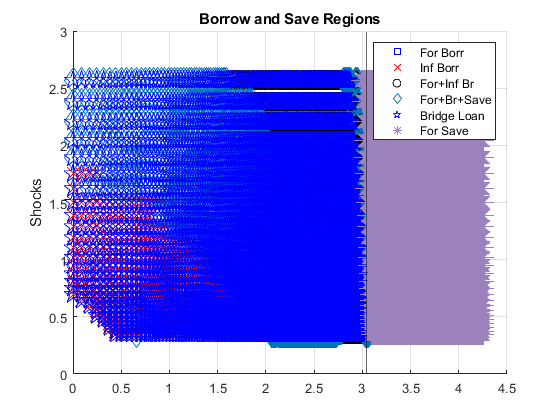 Borrow and Save Regions
3
2.5
2
1.5
1
0.5
0
Shocks
For Borr
Inf Borr
For+Inf Br
For+Br+Save
Bridge Loan
For Save
0 0.5 1 1.5 2 2.5 3 3.5 4 4.5